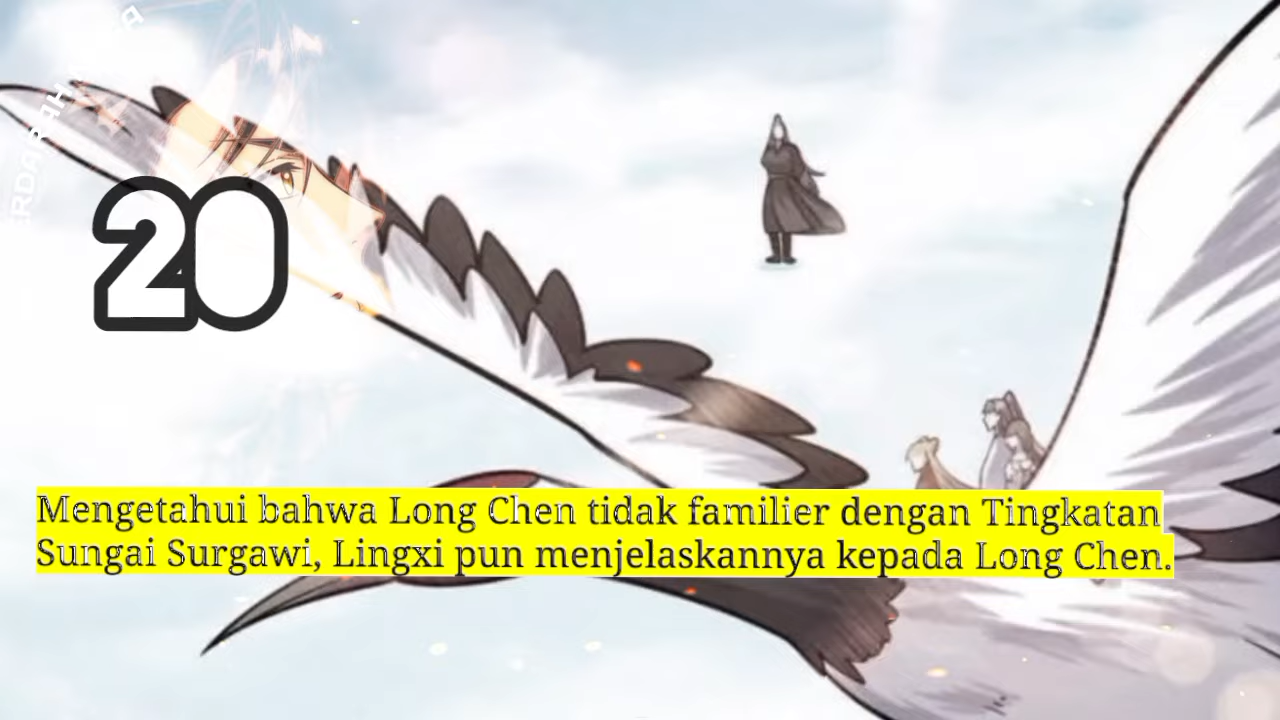 20
Mengetahui bahwa Long Chen tidak familier dengan Tingkatan
Sungai Surgawi, Lingxi pun menjelaskannya kepada Long Chen.